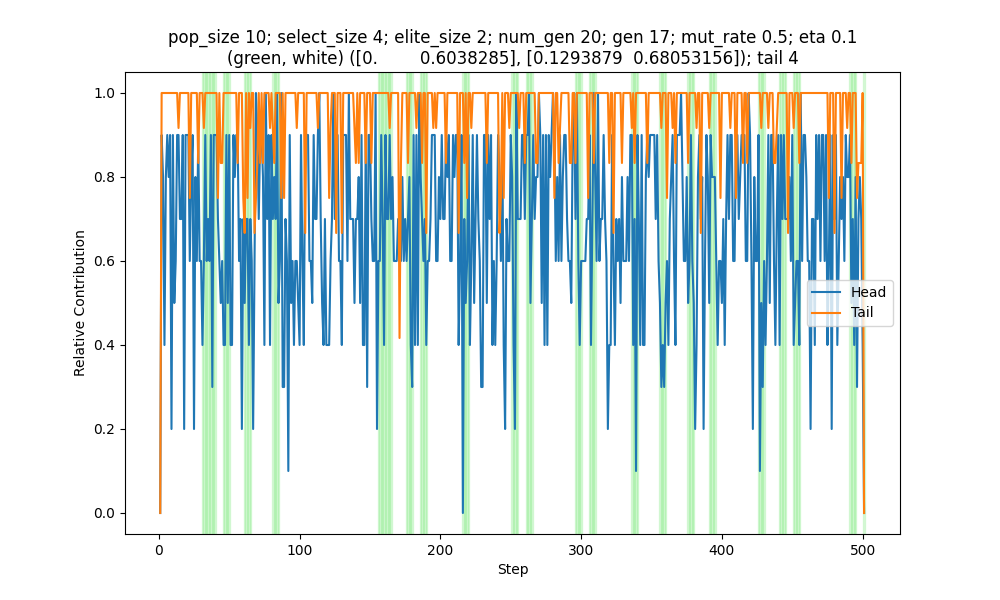 pop_size 10; select_size 4; elite_size 2; num_gen 20; gen 17; mut_rate 0.5; eta 0.1
(green, white) ([0.        0.6038285], [0.1293879  0.68053156]); tail 4
1.0
0.8
0.6
0.4
0.2
0.0
Relative Contribution
Head
Tail
0
100
200
300
400
500
Step